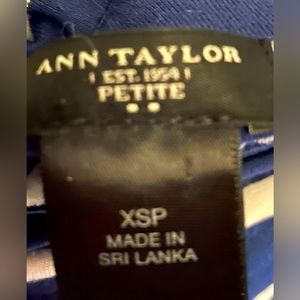 ANN TAYLOR
EST. 1954
PETITE
XSP
MADE IN
SRI LANKA